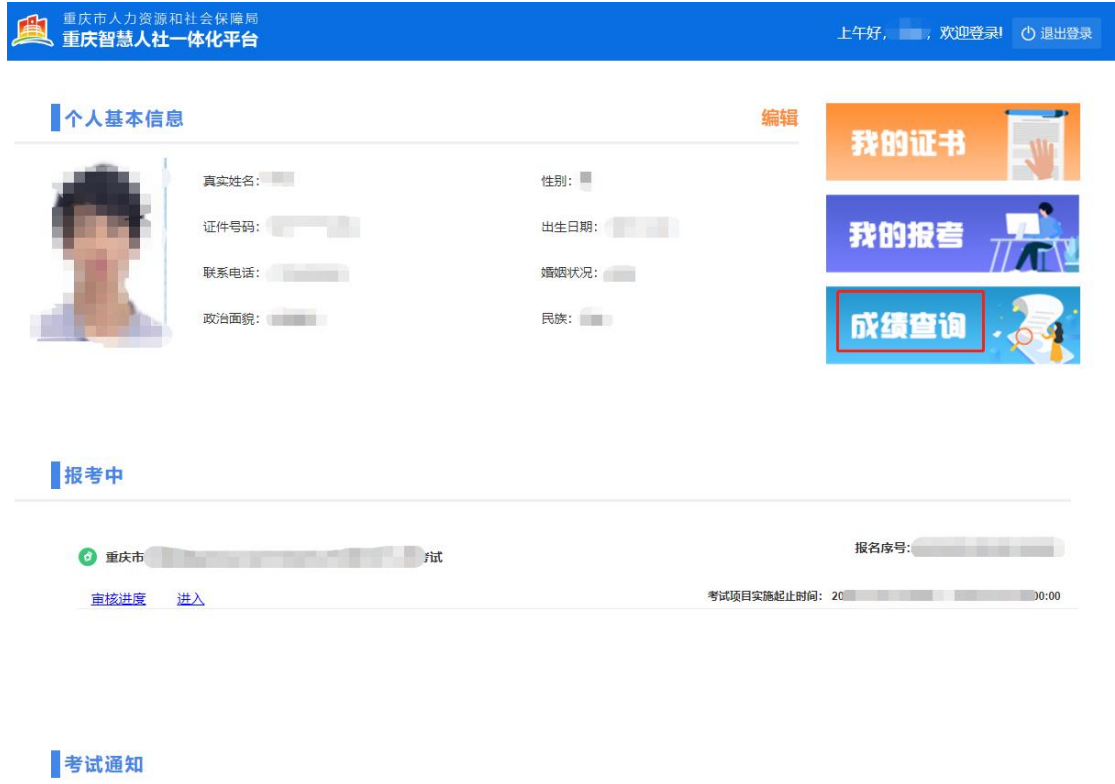 重庆市人力资源和社会保障局
重庆智慧人社一体化平台
上午好, , 欢迎登录! 退出登录
个人基本信息
编辑
我的证书
真实姓名:
性别:
证件号码:
出生日期:
我的报考
联系电话:
婚姻状况:
政治面貌:
民族:
成绩查询
报考中
重庆市 考试
报名序号:
审核进度 进入
考试项目实施起止时间: 20 00:00
考试通知